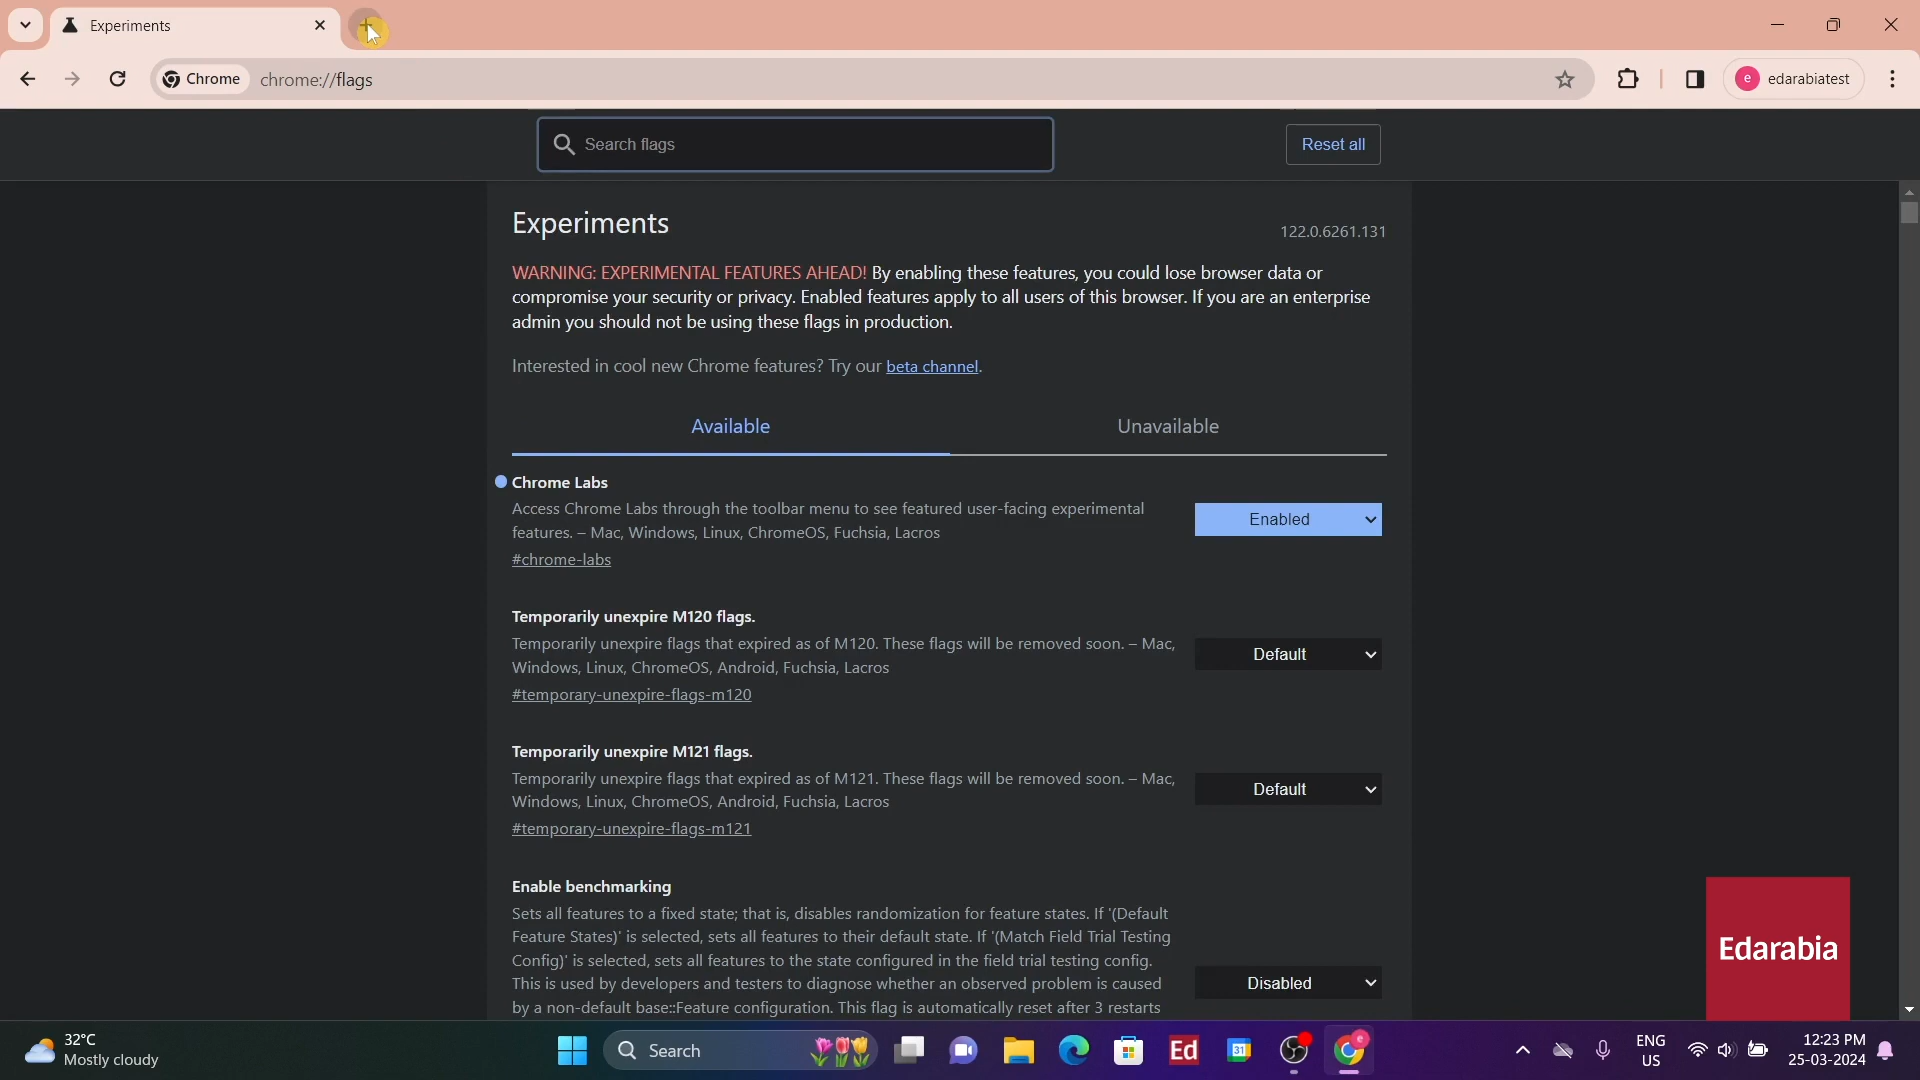 Experiments
Chrome
chrome://flags
e
edarabiatest
Search flags
Reset all
Experiments
122.0.6261.131
WARNING: EXPERIMENTAL FEATURES AHEAD! By enabling these features, you could lose browser data or
compromise your security or privacy. Enabled features apply to all users of this browser. If you are an enterprise
admin you should not be using these flags in production.
Interested in cool new Chrome features? Try our beta channel.
Available
Unavailable
Chrome Labs
Access Chrome Labs through the toolbar menu to see featured user-facing experimental
features. – Mac, Windows, Linux, ChromeOS, Fuchsia, Lacros
#chrome-labs
Enabled
Temporarily unexpire M120 flags.
Temporarily unexpire flags that expired as of M120. These flags will be removed soon. – Mac,
Windows, Linux, ChromeOS, Android, Fuchsia, Lacros
#temporary-unexpire-flags-m120
Default
Temporarily unexpire M121 flags.
Temporarily unexpire flags that expired as of M121. These flags will be removed soon. – Mac,
Windows, Linux, ChromeOS, Android, Fuchsia, Lacros
#temporary-unexpire-flags-m121
Default
Enable benchmarking
Sets all features to a fixed state; that is, disables randomization for feature states. If '(Default
Feature States)' is selected, sets all features to their default state. If '(Match Field Trial Testing
Config)' is selected, sets all features to the state configured in the field trial testing config.
This is used by developers and testers to diagnose whether an observed problem is caused
by a non-default base::Feature configuration. This flag is automatically reset after 3 restarts
Disabled
Edarabia
32°C
Mostly cloudy
Search
Ed
31
e
ENG
US
12:23 PM
25-03-2024